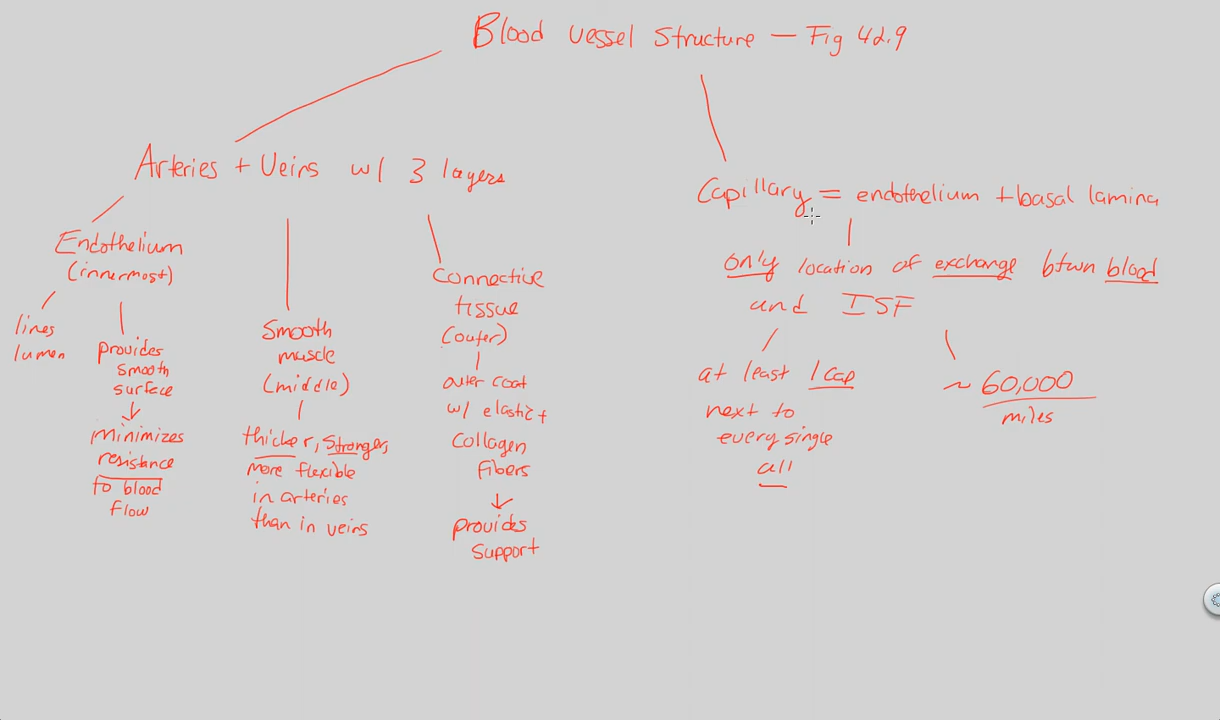 Blood vessel structure — Fig 42.9
Arteries + Veins w/ 3 layers
Endothelium
(innermost)
lines
lumen
provides
smooth
surface
↓
minimizes
resistance
to blood
flow
smooth
muscle
(middle)
thicker, stronger,
more flexible
in arteries
than in veins
connective
tissue
(outer)
outer coat
w/ elastic +
collagen
fibers
↓
provides
support
Capillary = endothelium + basal lamina
only location of exchange btwn blood
and ISF
at least 1 cap
next to
every single
all
~ 60,000
miles